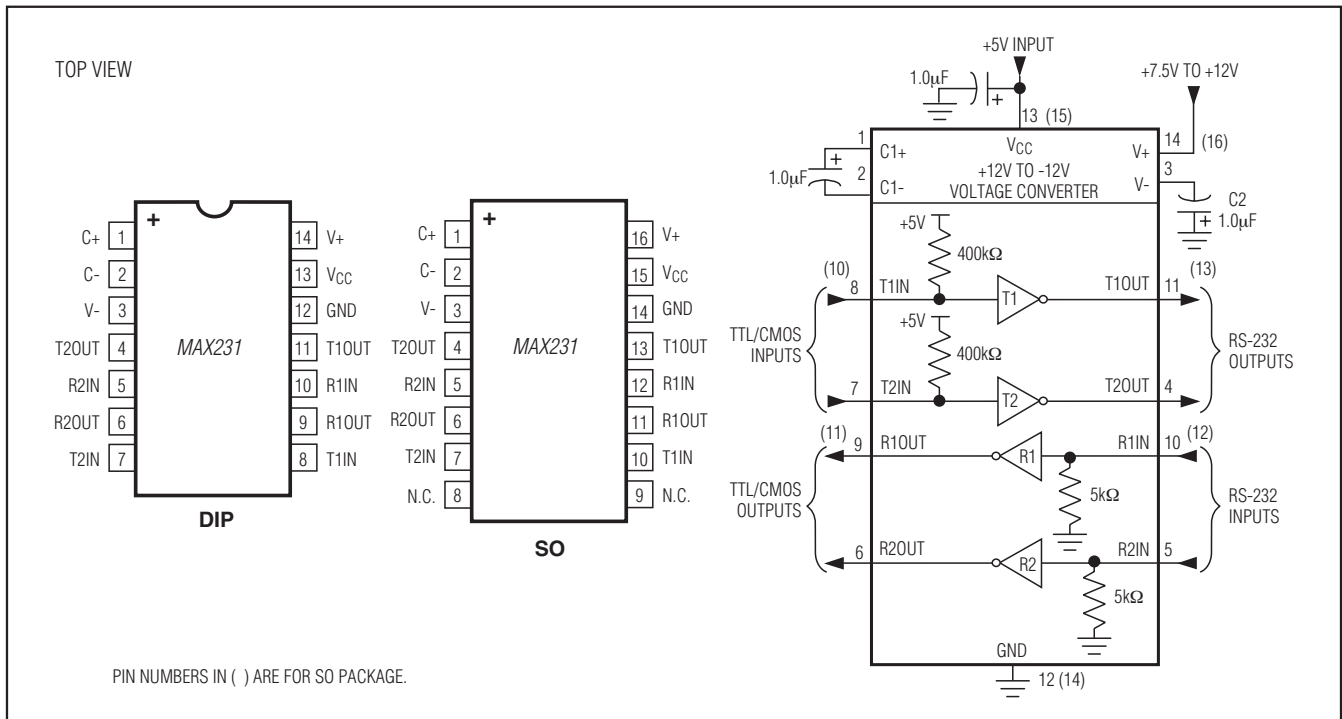 TOP VIEW
+
C+ 1
C- 2
V- 3
T2OUT 4
R2IN 5
R2OUT 6
T2IN 7
MAX231
14 V+
13 VCC
12 GND
11 T1OUT
10 R1IN
9 R1OUT
8 T1IN
DIP
+
C+ 1
C- 2
V- 3
T2OUT 4
R2IN 5
R2OUT 6
T2IN 7
N.C. 8
MAX231
16 V+
15 VCC
14 GND
13 T1OUT
12 R1IN
11 R1OUT
10 T1IN
9 N.C.
SO
+5V INPUT
1.0μF
+
+7.5V TO +12V
13 (15)
VCC
1 C1+
+
1.0μF
2 C1-
+12V TO -12V
VOLTAGE CONVERTER
V+ 14 (16)
V- 3
C2
+ 1.0μF
+5V
400kΩ
(10)
8 T1IN
T1
T1OUT 11
(13)
+5V
400kΩ
TTL/CMOS
INPUTS
RS-232
OUTPUTS
7 T2IN
T2
T2OUT 4
(11)
9 R1OUT
R1
R1IN 10
(12)
5kΩ
TTL/CMOS
OUTPUTS
RS-232
INPUTS
6 R2OUT
R2
R2IN 5
5kΩ
GND
12 (14)
PIN NUMBERS IN ( ) ARE FOR SO PACKAGE.